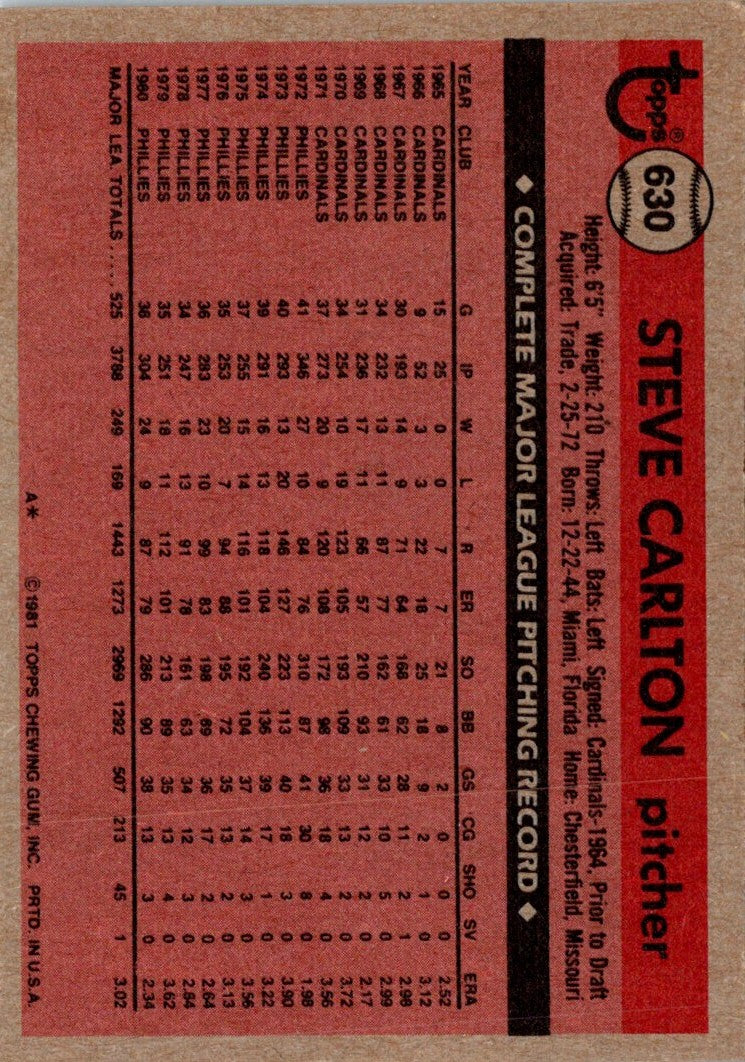 Topps®
630
STEVE CARLTON pitcher
Height: 6'5" Weight: 210 Throws: Left Bats: Left Signed: Cardinals-1964, Prior to Draft
Acquired: Trade, 2-25-72 Born: 12-22-44, Miami, Florida Home: Chesterfield, Missouri
◆ COMPLETE MAJOR LEAGUE PITCHING RECORD ◆
YEAR CLUB G IP W L R ER SO BB GS CG SHO SV ERA
1965 CARDINALS 15 25 0 0 7 7 21 8 2 0 0 0 2.52
1966 CARDINALS 9 52 3 3 22 18 25 18 9 2 1 0 3.12
1967 CARDINALS 30 193 14 9 71 64 168 62 28 11 2 1 2.98
1968 CARDINALS 34 232 13 11 87 77 162 61 33 10 5 0 2.99
1969 CARDINALS 31 236 17 11 66 57 210 93 31 12 2 0 2.17
1970 CARDINALS 34 254 10 19 123 105 193 109 33 13 2 0 3.72
1971 CARDINALS 37 273 20 9 120 108 172 98 36 18 4 0 3.56
1972 PHILLIES 41 346 27 10 84 76 310 87 41 30 8 0 1.98
1973 PHILLIES 40 293 13 20 146 127 223 113 40 18 3 0 3.90
1974 PHILLIES 39 291 16 13 118 104 240 136 39 17 1 0 3.22
1975 PHILLIES 37 255 15 14 116 101 192 104 37 14 3 0 3.56
1976 PHILLIES 35 253 20 7 94 88 195 72 35 13 2 0 3.13
1977 PHILLIES 36 283 23 10 99 83 198 89 36 17 2 0 2.64
1978 PHILLIES 34 247 16 13 91 78 161 63 34 12 3 0 2.84
1979 PHILLIES 35 251 18 11 112 101 213 89 35 13 4 0 3.62
1980 PHILLIES 38 304 24 9 87 79 286 90 38 13 3 0 2.34
MAJOR LEA. TOTALS ..... 525 3788 249 169 1443 1273 2969 1292 507 213 45 1 3.02
A* ©1981 TOPPS CHEWING GUM, INC. PRTD. IN U.S.A.